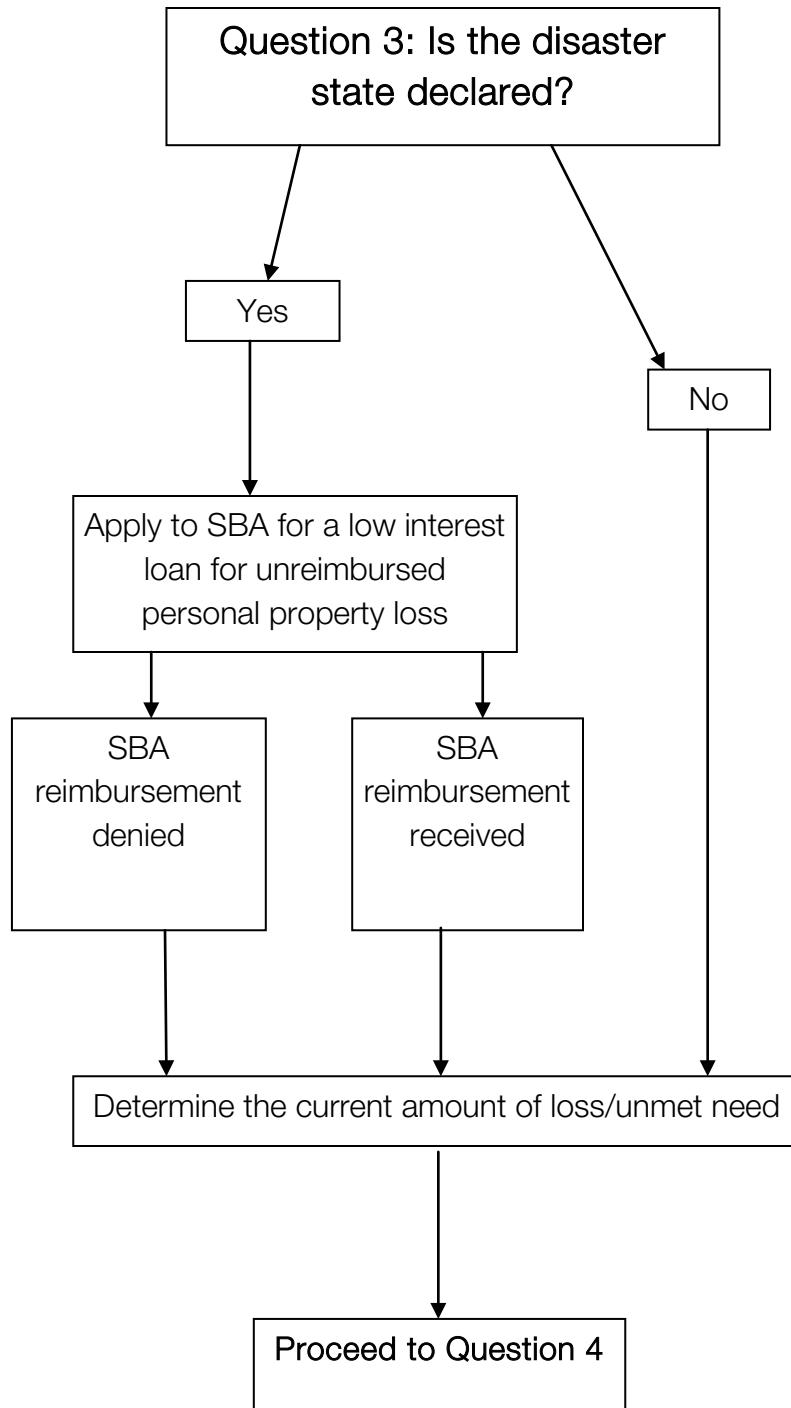 Question 3: Is the disaster
state declared?
Yes
No
Apply to SBA for a low interest
loan for unreimbursed
personal property loss
SBA
reimbursement
denied
SBA
reimbursement
received
Determine the current amount of loss/unmet need
Proceed to Question 4